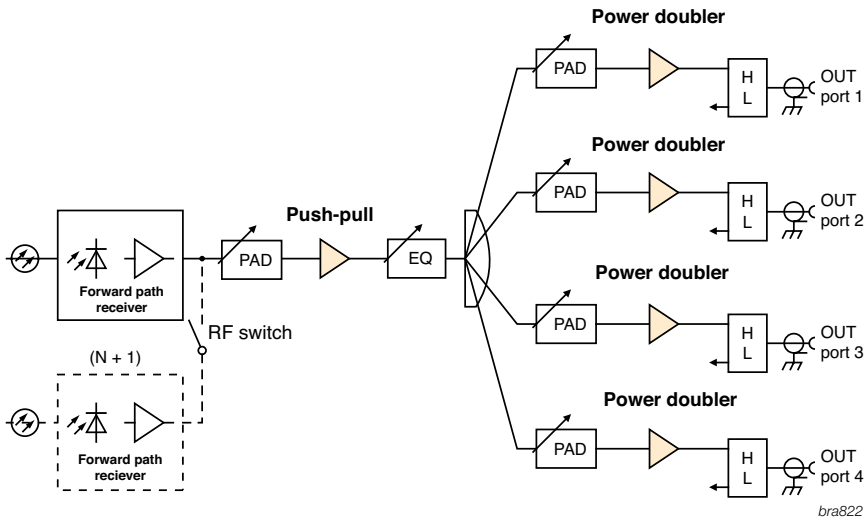 Power doubler
PAD
H
L
OUT
port 1
Power doubler
PAD
H
L
OUT
port 2
Push-pull
PAD
EQ
Forward path
receiver
RF switch
Power doubler
PAD
H
L
OUT
port 3
(N + 1)
Forward path
reciever
Power doubler
PAD
H
L
OUT
port 4
bra822